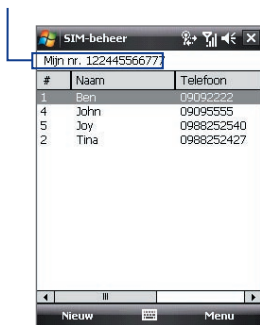 SIM-beheer
Mijn nr. 122445566777
# Naam Telefoon
1 Ben 09092222
4 John 09095555
5 Joy 0988252540
2 Tina 0988252427
Nieuw Menu